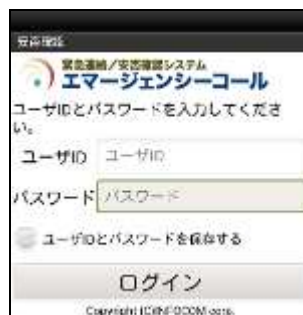 安否確認
緊急連絡/安否確認システム
エマージェンシーコール
ユーザIDとパスワードを入力してくださ
い。
ユーザID ユーザID
パスワード パスワード
ユーザIDとパスワードを保存する
ログイン
Copyright (C)INFOCOM corp.